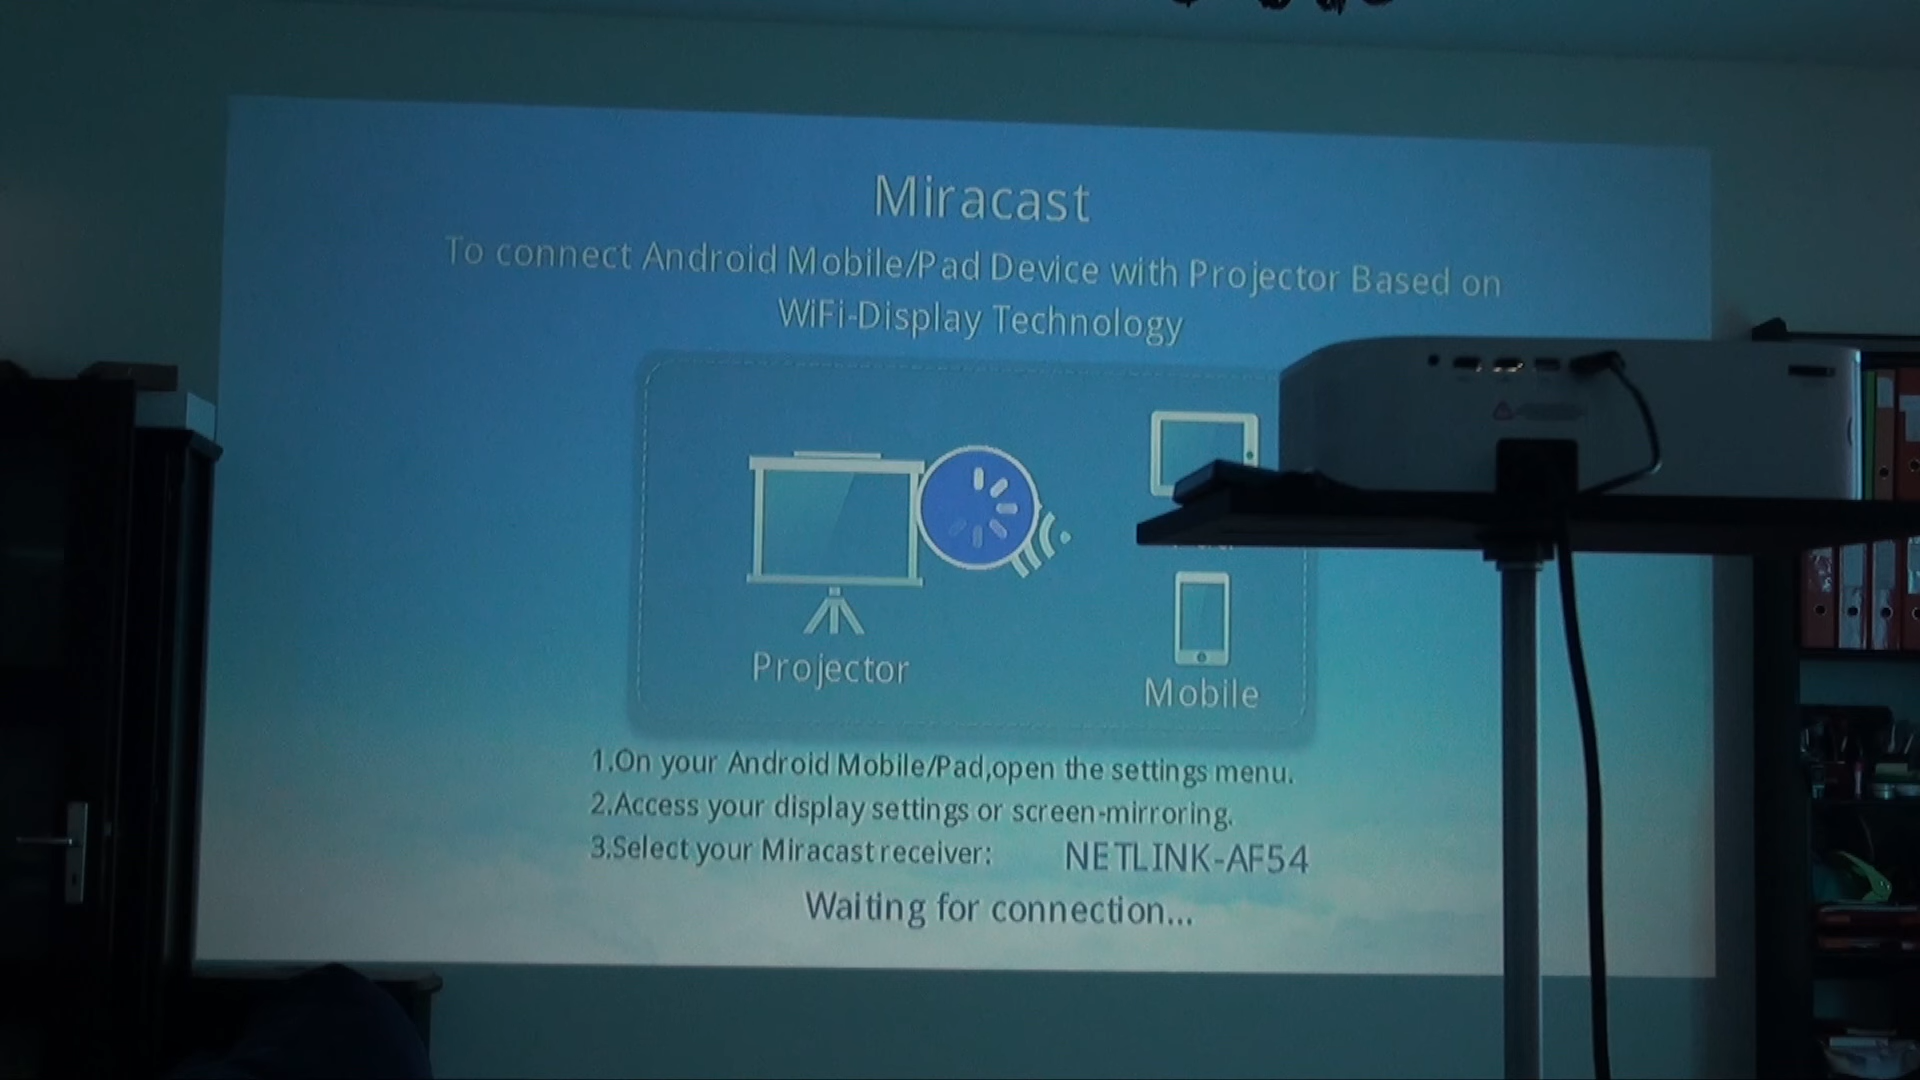 Miracast
To connect Android Mobile/Pad Device with Projector Based on
WiFi-Display Technology
Projector
Mobile
1.On your Android Mobile/Pad,open the settings menu.
2.Access your display settings or screen-mirroring.
3.Select your Miracast receiver: NETLINK-AF54
Waiting for connection...